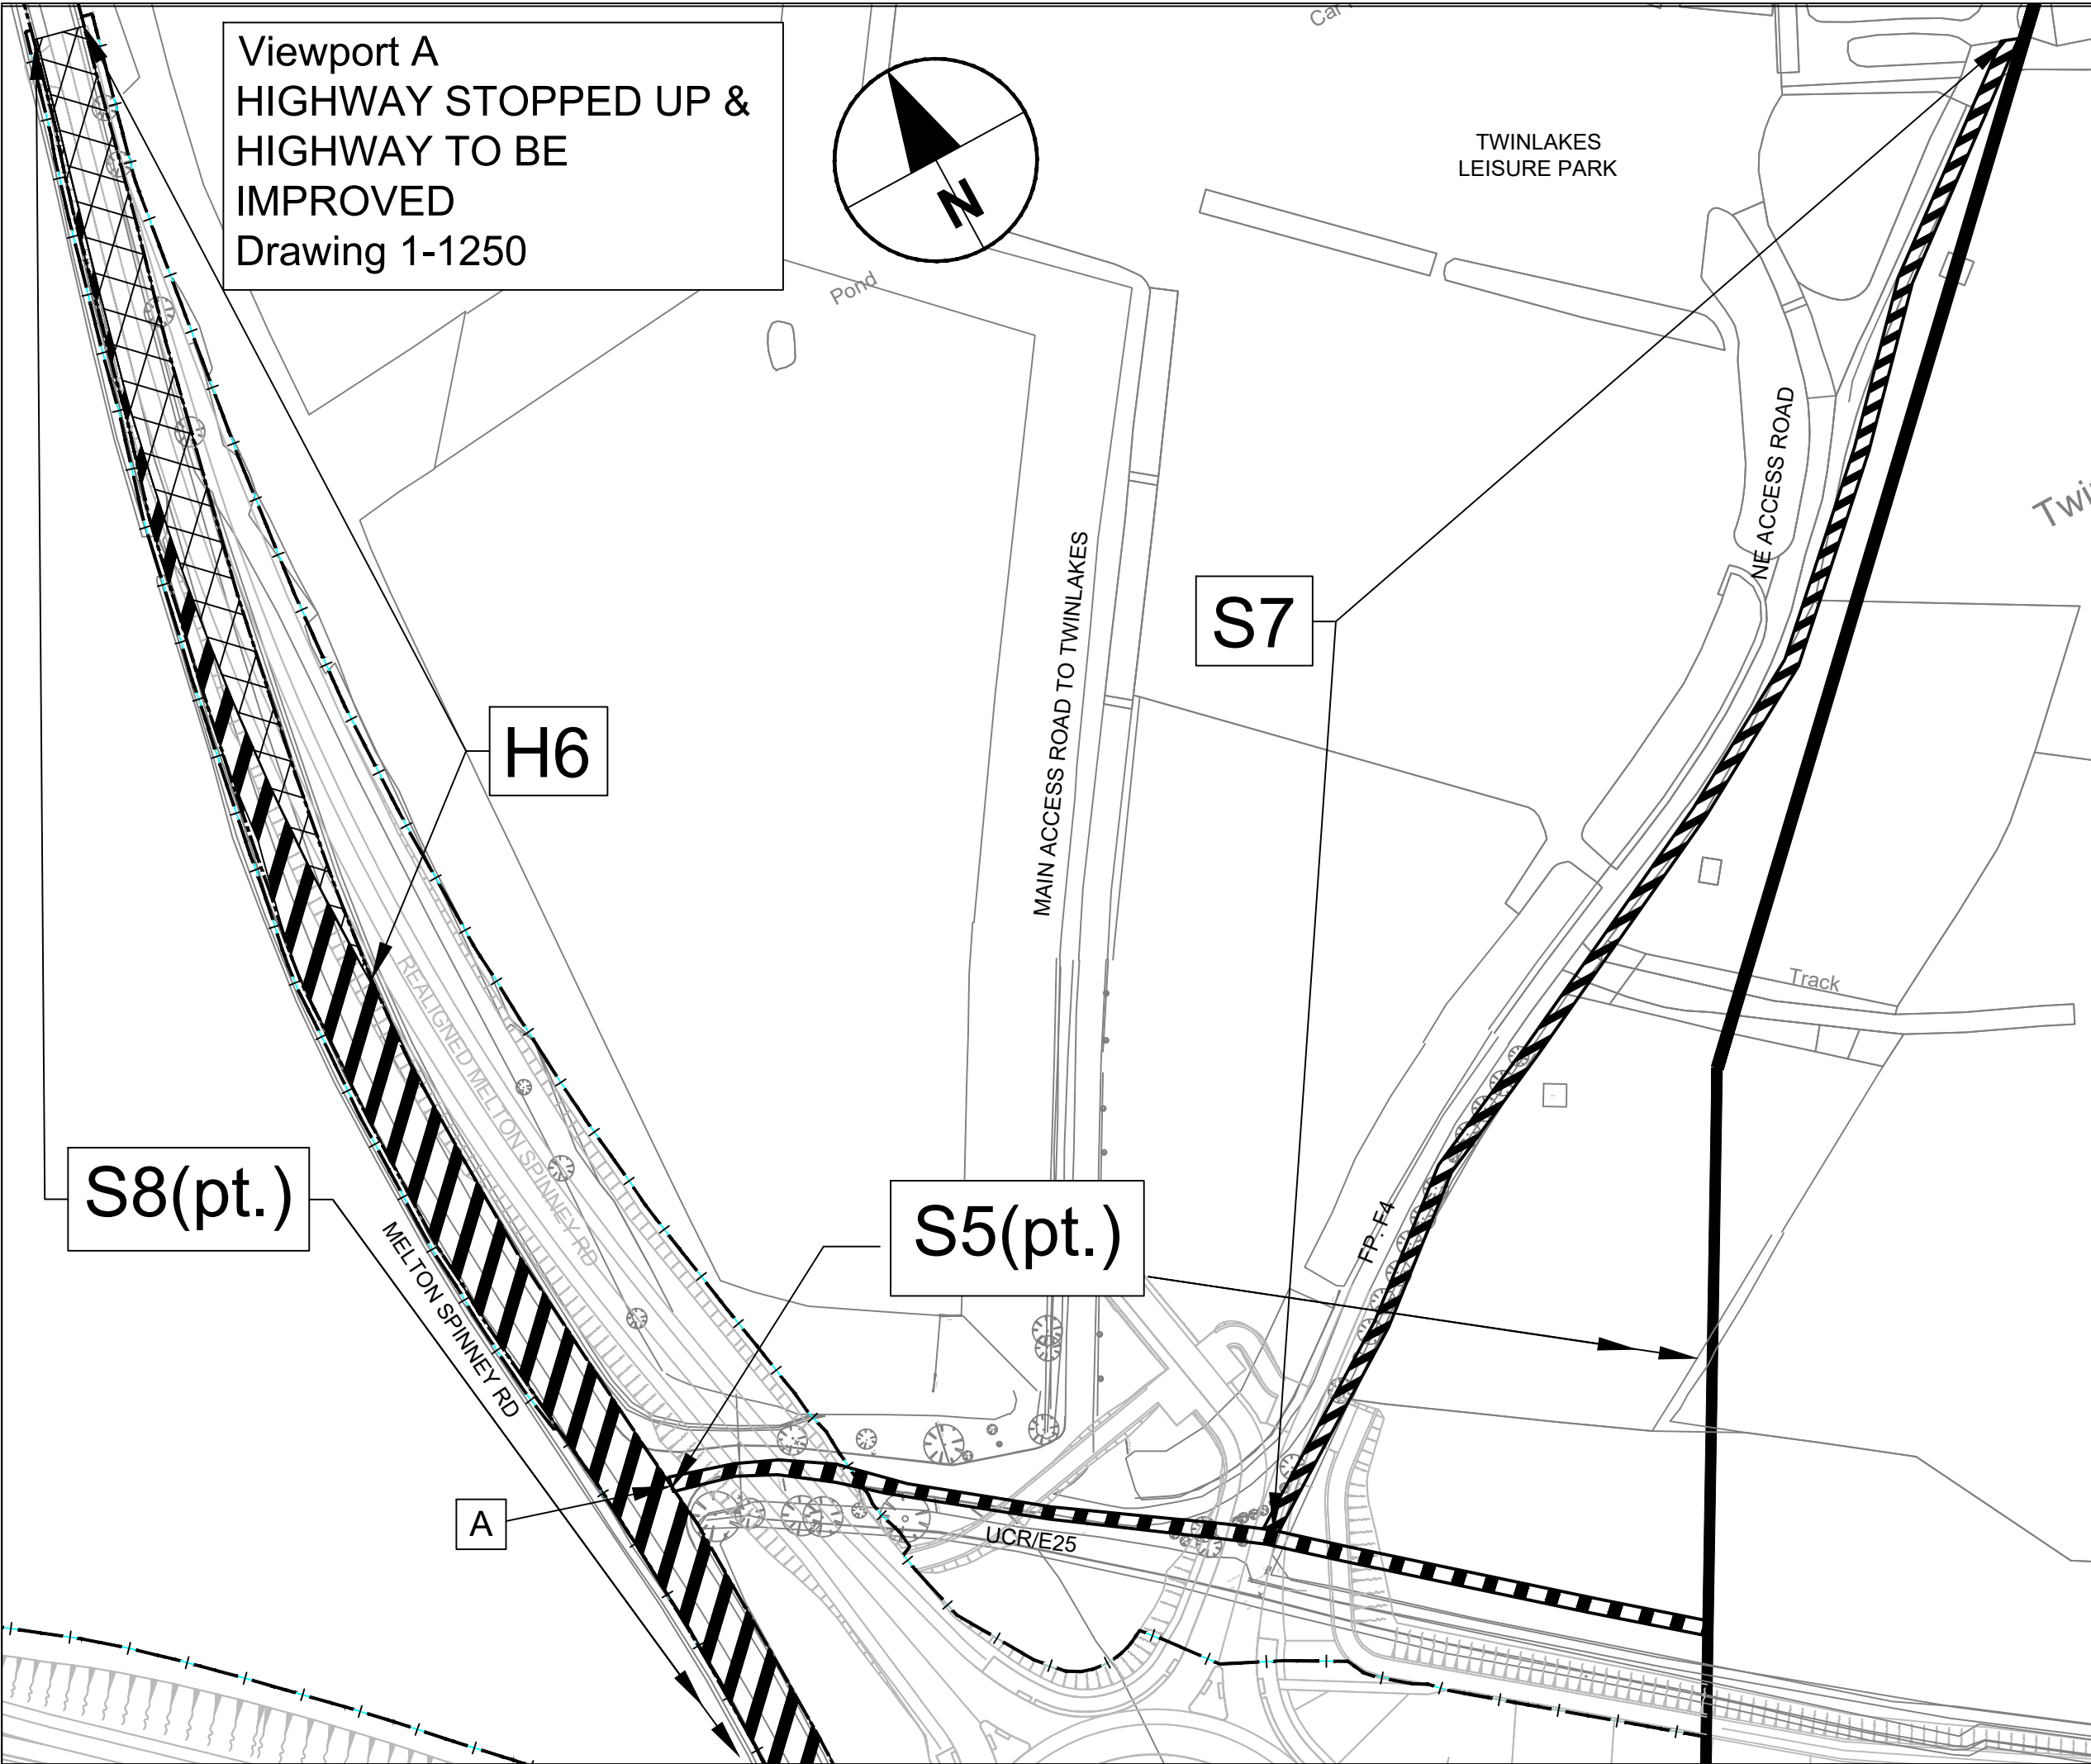 Viewport A
HIGHWAY STOPPED UP &
HIGHWAY TO BE
IMPROVED
Drawing 1-1250
N
Pond
TWINLAKES
LEISURE PARK
NE ACCESS ROAD
MAIN ACCESS ROAD TO TWINLAKES
S7
H6
Track
REALIGNED MELTON SPINNEY RD
S8(pt.)
S5(pt.)
FP. F4
MELTON SPINNEY RD
A
UCR/E25